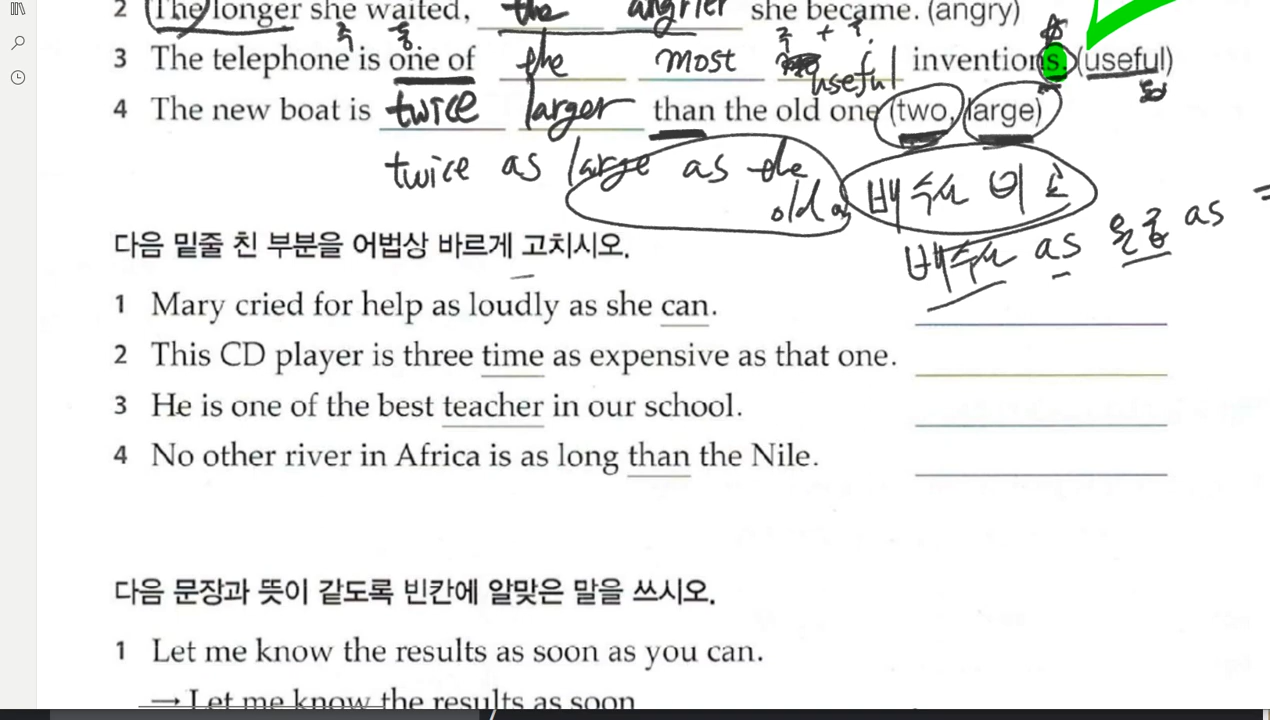 2 The longer she waited, the angrier she became. (angry)
주 동 주 + 동.
3 The telephone is one of the most useful inventions. (useful)
4 The new boat is twice larger than the old one (two, large)
twice as large as the
old
배수사 비교
배수사 as 원급 as
다음 밑줄 친 부분을 어법상 바르게 고치시오.
1 Mary cried for help as loudly as she can.
2 This CD player is three time as expensive as that one.
3 He is one of the best teacher in our school.
4 No other river in Africa is as long than the Nile.
다음 문장과 뜻이 같도록 빈칸에 알맞은 말을 쓰시오.
1 Let me know the results as soon as you can.
→ Let me know the results as soon